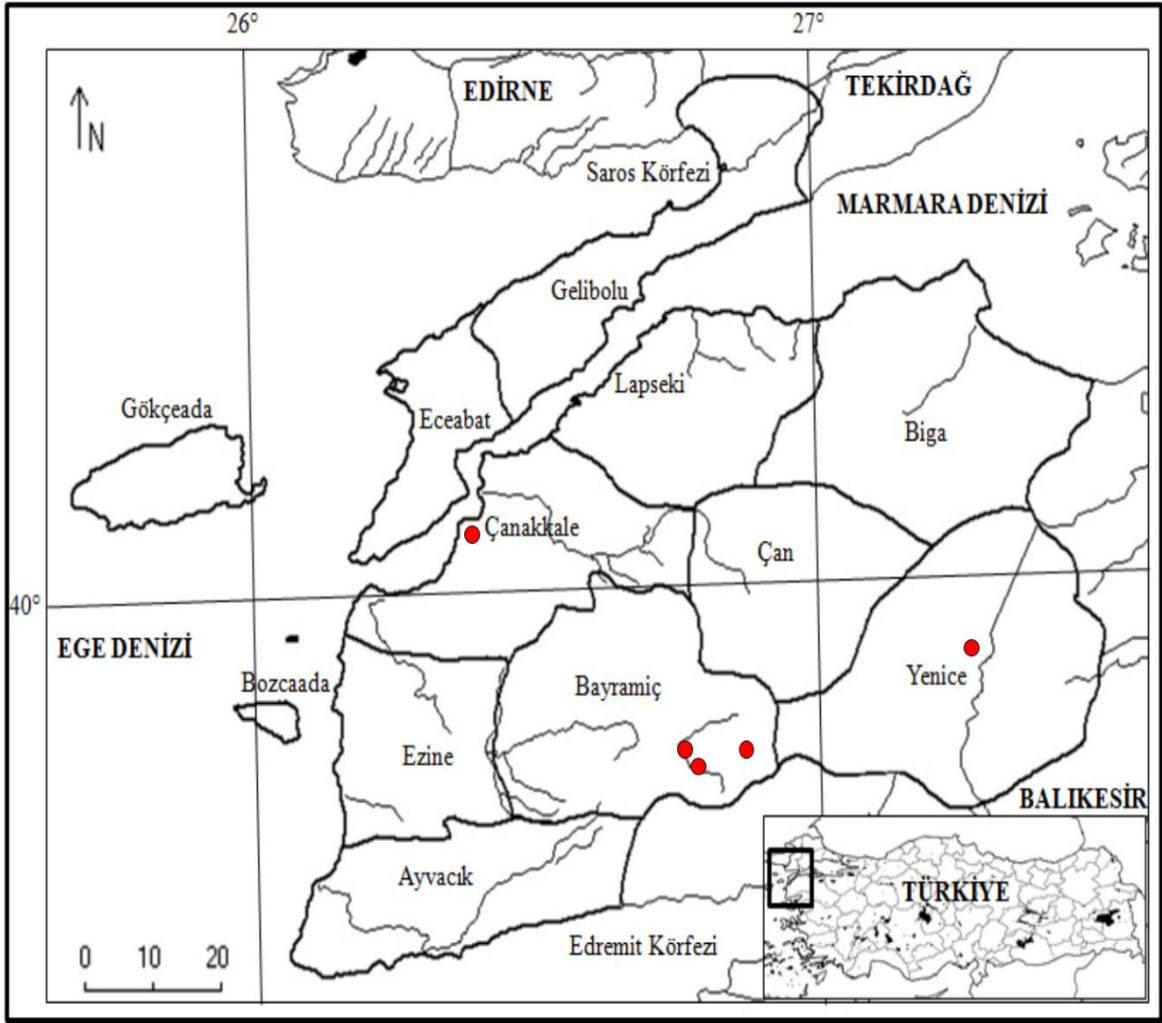 26°
27°
N
EDİRNE
TEKİRDAĞ
Saros Körfezi
MARMARA DENİZİ
Gelibolu
Lapseki
Gökçeada
Eceabat
Biga
Çanakkale
Çan
40°
EGE DENİZİ
Bozcaada
Bayramiç
Yenice
Ezine
BALIKESİR
Ayvacık
TÜRKİYE
Edremit Körfezi
0 10 20